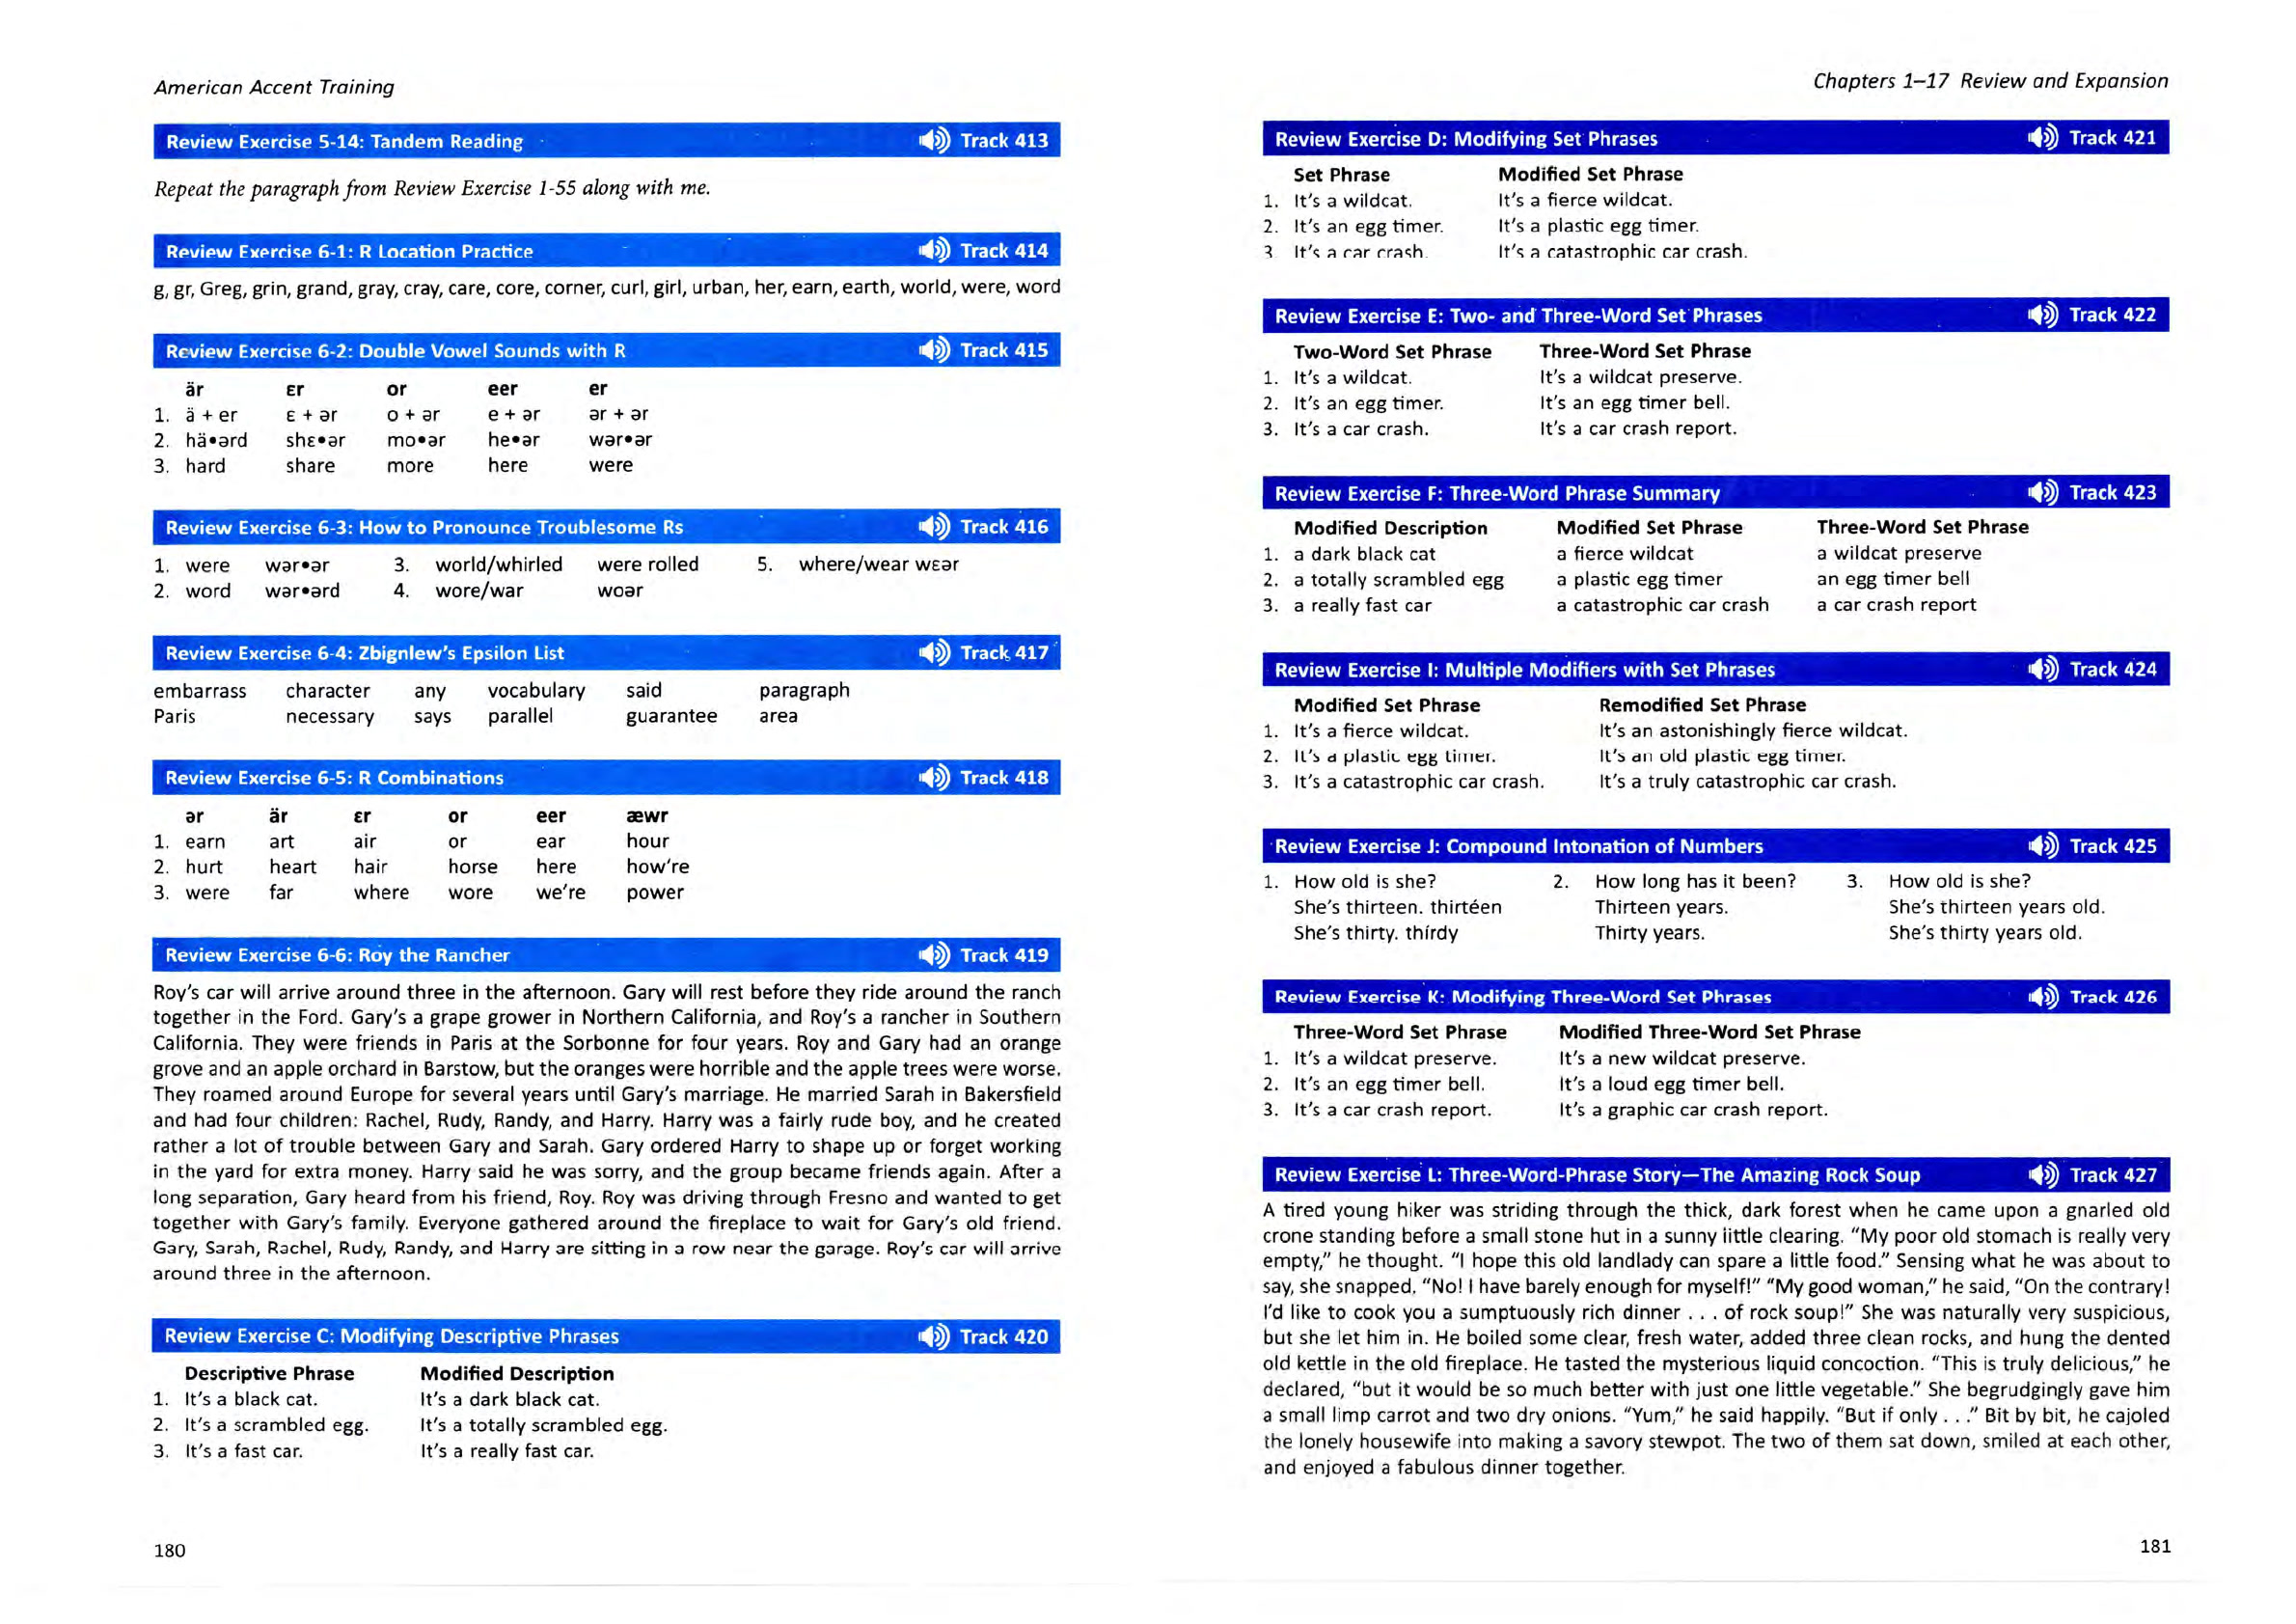 American Accent Training
Review Exercise 5-14: Tandem Reading Track 413
Repeat the paragraph from Review Exercise 1-55 along with me.
Review Exercise 6-1: R Location Practice Track 414
g, gr, Greg, grin, grand, gray, cray, care, core, corner, curl, girl, urban, her, earn, earth, world, were, word
Review Exercise 6-2: Double Vowel Sounds with R Track 415
är ɛr or eer er
1. ä + er ɛ + ər o + ər e + ər ər + ər
2. hä•ərd shɛ•ər mo•ər he•ər wər•ər
3. hard share more here were
Review Exercise 6-3: How to Pronounce Troublesome Rs Track 416
1. were wər•ər 3. world/whirled were rolled 5. where/wear wɛər
2. word wər•ərd 4. wore/war woər
Review Exercise 6-4: Zbignlew's Epsilon List Track 417
embarrass character any vocabulary said paragraph
Paris necessary says parallel guarantee area
Review Exercise 6-5: R Combinations Track 418
ər är ɛr or eer æwr
1. earn art air or ear hour
2. hurt heart hair horse here how're
3. were far where wore we're power
Review Exercise 6-6: Roy the Rancher Track 419
Roy's car will arrive around three in the afternoon. Gary will rest before they ride around the ranch
together in the Ford. Gary's a grape grower in Northern California, and Roy's a rancher in Southern
California. They were friends in Paris at the Sorbonne for four years. Roy and Gary had an orange
grove and an apple orchard in Barstow, but the oranges were horrible and the apple trees were worse.
They roamed around Europe for several years until Gary's marriage. He married Sarah in Bakersfield
and had four children: Rachel, Rudy, Randy, and Harry. Harry was a fairly rude boy, and he created
rather a lot of trouble between Gary and Sarah. Gary ordered Harry to shape up or forget working
in the yard for extra money. Harry said he was sorry, and the group became friends again. After a
long separation, Gary heard from his friend, Roy. Roy was driving through Fresno and wanted to get
together with Gary's family. Everyone gathered around the fireplace to wait for Gary's old friend.
Gary, Sarah, Rachel, Rudy, Randy, and Harry are sitting in a row near the garage. Roy's car will arrive
around three in the afternoon.
Review Exercise C: Modifying Descriptive Phrases Track 420
Descriptive Phrase Modified Description
1. It's a black cat. It's a dark black cat.
2. It's a scrambled egg. It's a totally scrambled egg.
3. It's a fast car. It's a really fast car.
180
Chapters 1–17 Review and Expansion
Review Exercise D: Modifying Set Phrases Track 421
Set Phrase Modified Set Phrase
1. It's a wildcat. It's a fierce wildcat.
2. It's an egg timer. It's a plastic egg timer.
3. It's a car crash. It's a catastrophic car crash.
Review Exercise E: Two- and Three-Word Set Phrases Track 422
Two-Word Set Phrase Three-Word Set Phrase
1. It's a wildcat. It's a wildcat preserve.
2. It's an egg timer. It's an egg timer bell.
3. It's a car crash. It's a car crash report.
Review Exercise F: Three-Word Phrase Summary Track 423
Modified Description Modified Set Phrase Three-Word Set Phrase
1. a dark black cat a fierce wildcat a wildcat preserve
2. a totally scrambled egg a plastic egg timer an egg timer bell
3. a really fast car a catastrophic car crash a car crash report
Review Exercise I: Multiple Modifiers with Set Phrases Track 424
Modified Set Phrase Remodified Set Phrase
1. It's a fierce wildcat. It's an astonishingly fierce wildcat.
2. It's a plastic egg timer. It's an old plastic egg timer.
3. It's a catastrophic car crash. It's a truly catastrophic car crash.
Review Exercise J: Compound Intonation of Numbers Track 425
1. How old is she? 2. How long has it been? 3. How old is she?
She's thirteen. thirtéen Thirteen years. She's thirteen years old.
She's thirty. thírdy Thirty years. She's thirty years old.
Review Exercise K: Modifying Three-Word Set Phrases Track 426
Three-Word Set Phrase Modified Three-Word Set Phrase
1. It's a wildcat preserve. It's a new wildcat preserve.
2. It's an egg timer bell. It's a loud egg timer bell.
3. It's a car crash report. It's a graphic car crash report.
Review Exercise L: Three-Word-Phrase Story—The Amazing Rock Soup Track 427
A tired young hiker was striding through the thick, dark forest when he came upon a gnarled old
crone standing before a small stone hut in a sunny little clearing. "My poor old stomach is really very
empty," he thought. "I hope this old landlady can spare a little food." Sensing what he was about to
say, she snapped. "No! I have barely enough for myself!" "My good woman," he said, "On the contrary!
I'd like to cook you a sumptuously rich dinner . . . of rock soup!" She was naturally very suspicious,
but she let him in. He boiled some clear, fresh water, added three clean rocks, and hung the dented
old kettle in the old fireplace. He tasted the mysterious liquid concoction. "This is truly delicious," he
declared, "but it would be so much better with just one little vegetable." She begrudgingly gave him
a small limp carrot and two dry onions. "Yum," he said happily. "But if only . . ." Bit by bit, he cajoled
the lonely housewife into making a savory stewpot. The two of them sat down, smiled at each other,
and enjoyed a fabulous dinner together.
181